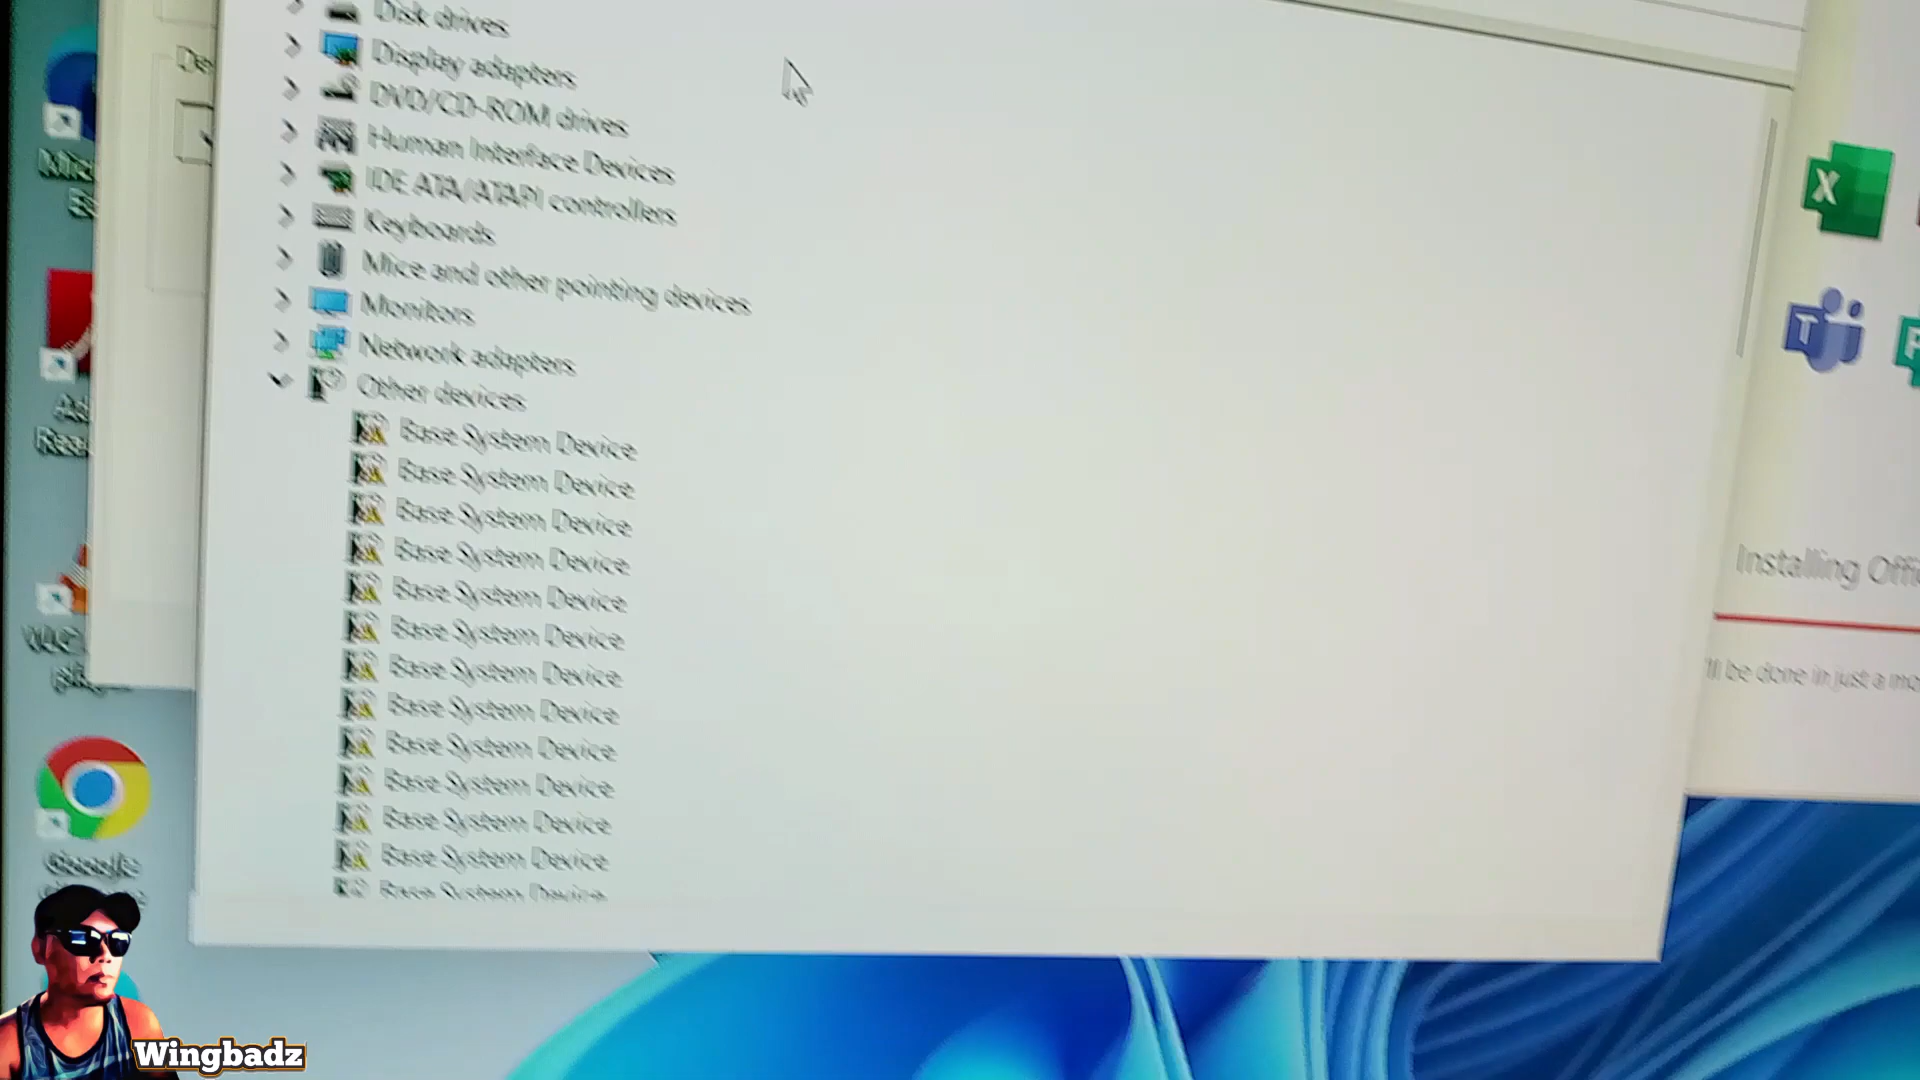 Disk drives
Display adapters
DVD/CD-ROM drives
Human Interface Devices
IDE ATA/ATAPI controllers
Keyboards
Mice and other pointing devices
Monitors
Network adapters
Other devices
Base System Device
Base System Device
Base System Device
Base System Device
Base System Device
Base System Device
Base System Device
Base System Device
Base System Device
Base System Device
Base System Device
Base System Device
Base System Device
Installing Offi
ll be done in just a mo
Google
Wingbadz